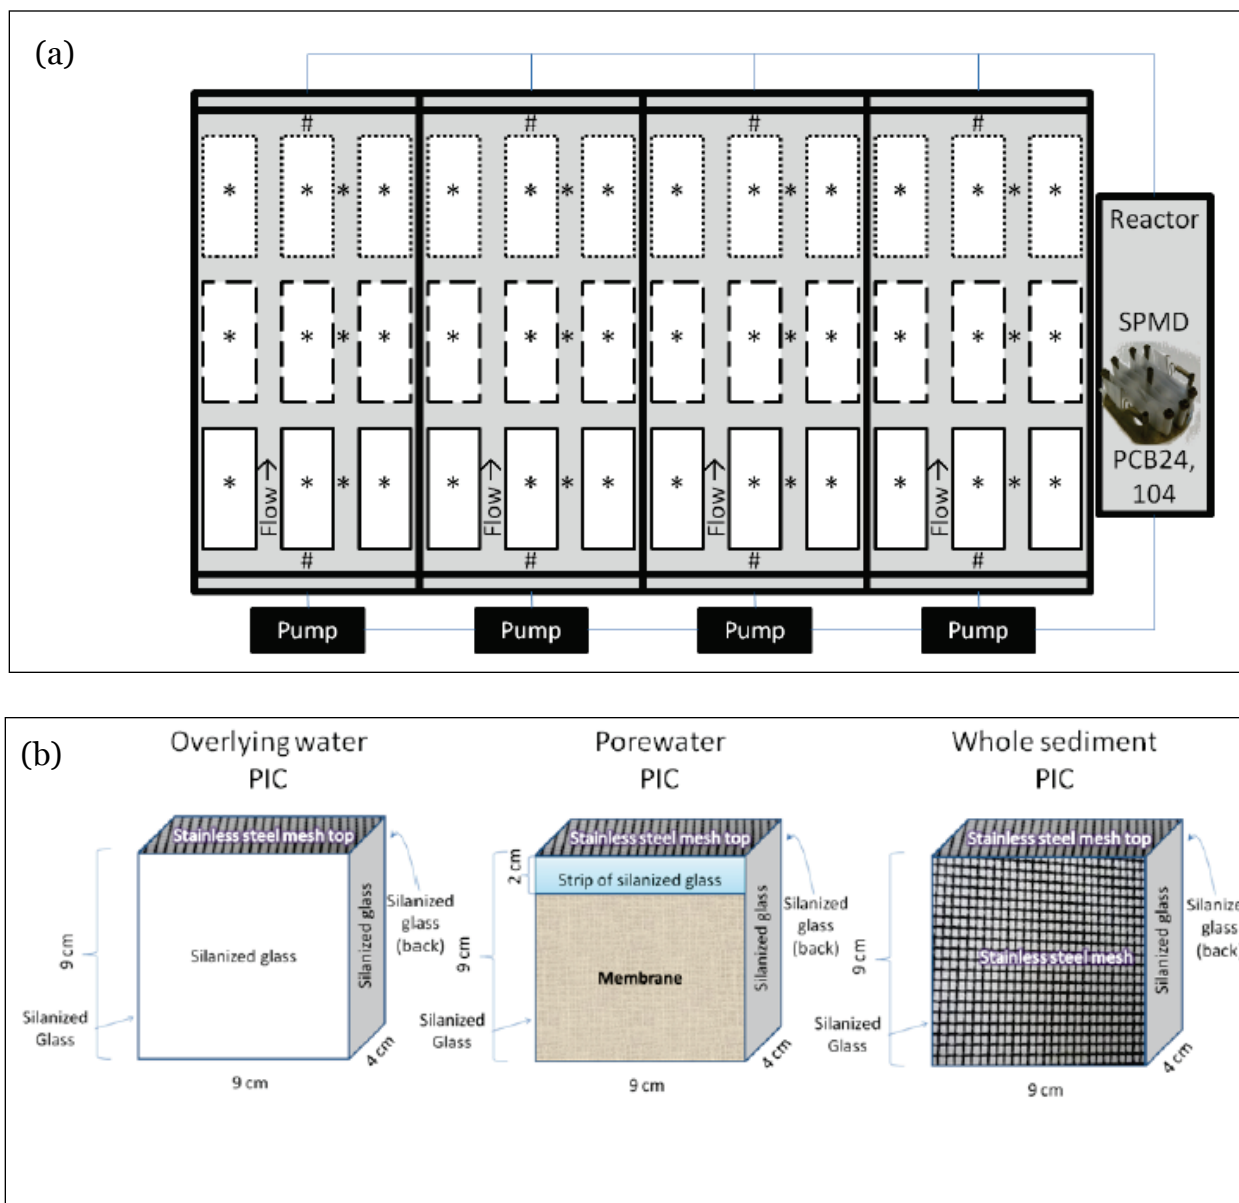 (a)
# # # #
* * * * * * * * * * * * * * * *
Reactor
SPMD
* * * * * * * * * * * * * * * *
PCB24,
104
* * * * * * * * * * * * * * * *
Flow → Flow → Flow → Flow →
# # # #
Pump Pump Pump Pump
(b)
Overlying water
PIC
Stainless steel mesh top
Silanized glass
Silanized glass
Silanized
glass
(back)
9 cm
Silanized
Glass
9 cm
4 cm
Porewater
PIC
Stainless steel mesh top
2 cm
Strip of silanized glass
Membrane
Silanized glass
Silanized
glass
(back)
9 cm
Silanized
Glass
9 cm
4 cm
Whole sediment
PIC
Stainless steel mesh top
Stainless steel mesh
Silanized glass
Silanized
glass
(back)
9 cm
Silanized
Glass
9 cm
4 cm